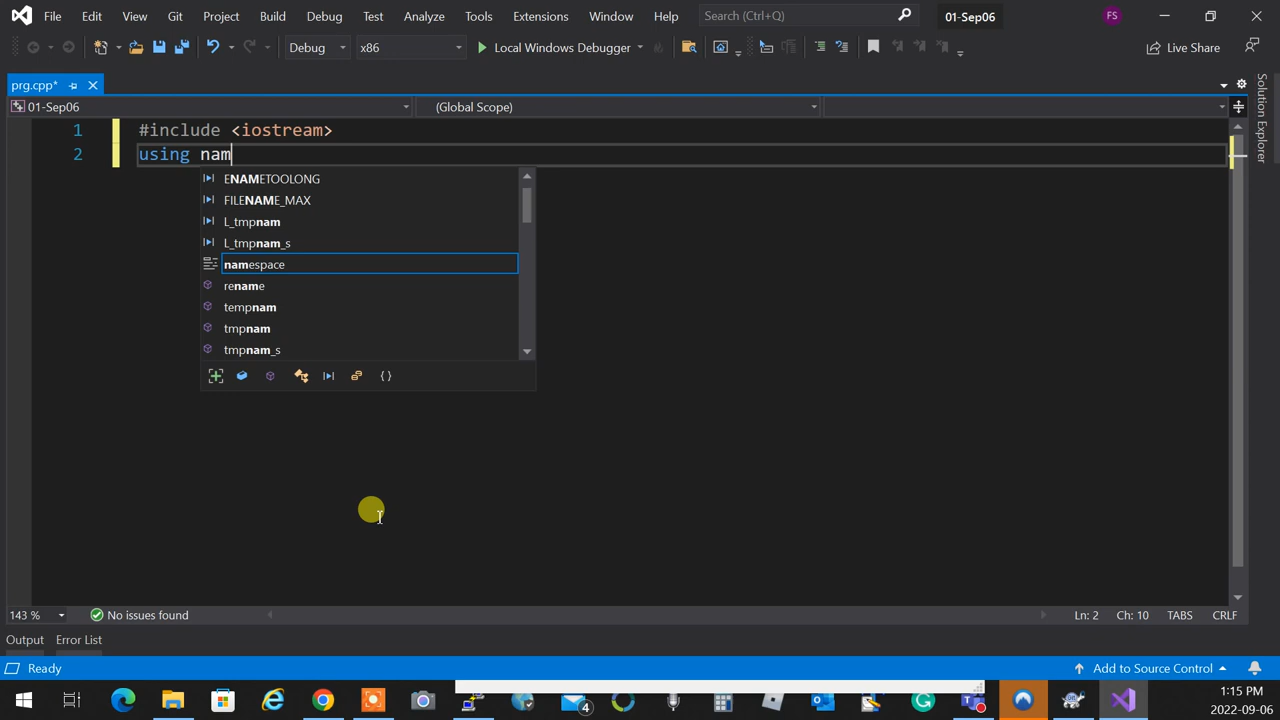 File Edit View Git Project Build Debug Test Analyze Tools Extensions Window Help Search (Ctrl+Q) 01-Sep06 FS
Debug x86 Local Windows Debugger Live Share
prg.cpp*
01-Sep06 (Global Scope)
1 #include <iostream>
2 using nam
ENAMETOOLONG
FILENAME_MAX
L_tmpnam
L_tmpnam_s
namespace
rename
tempnam
tmpnam
tmpnam_s
Solution Explorer
143 % No issues found Ln: 2 Ch: 10 TABS CRLF
Output Error List
Ready Add to Source Control
4
1:15 PM
2022-09-06